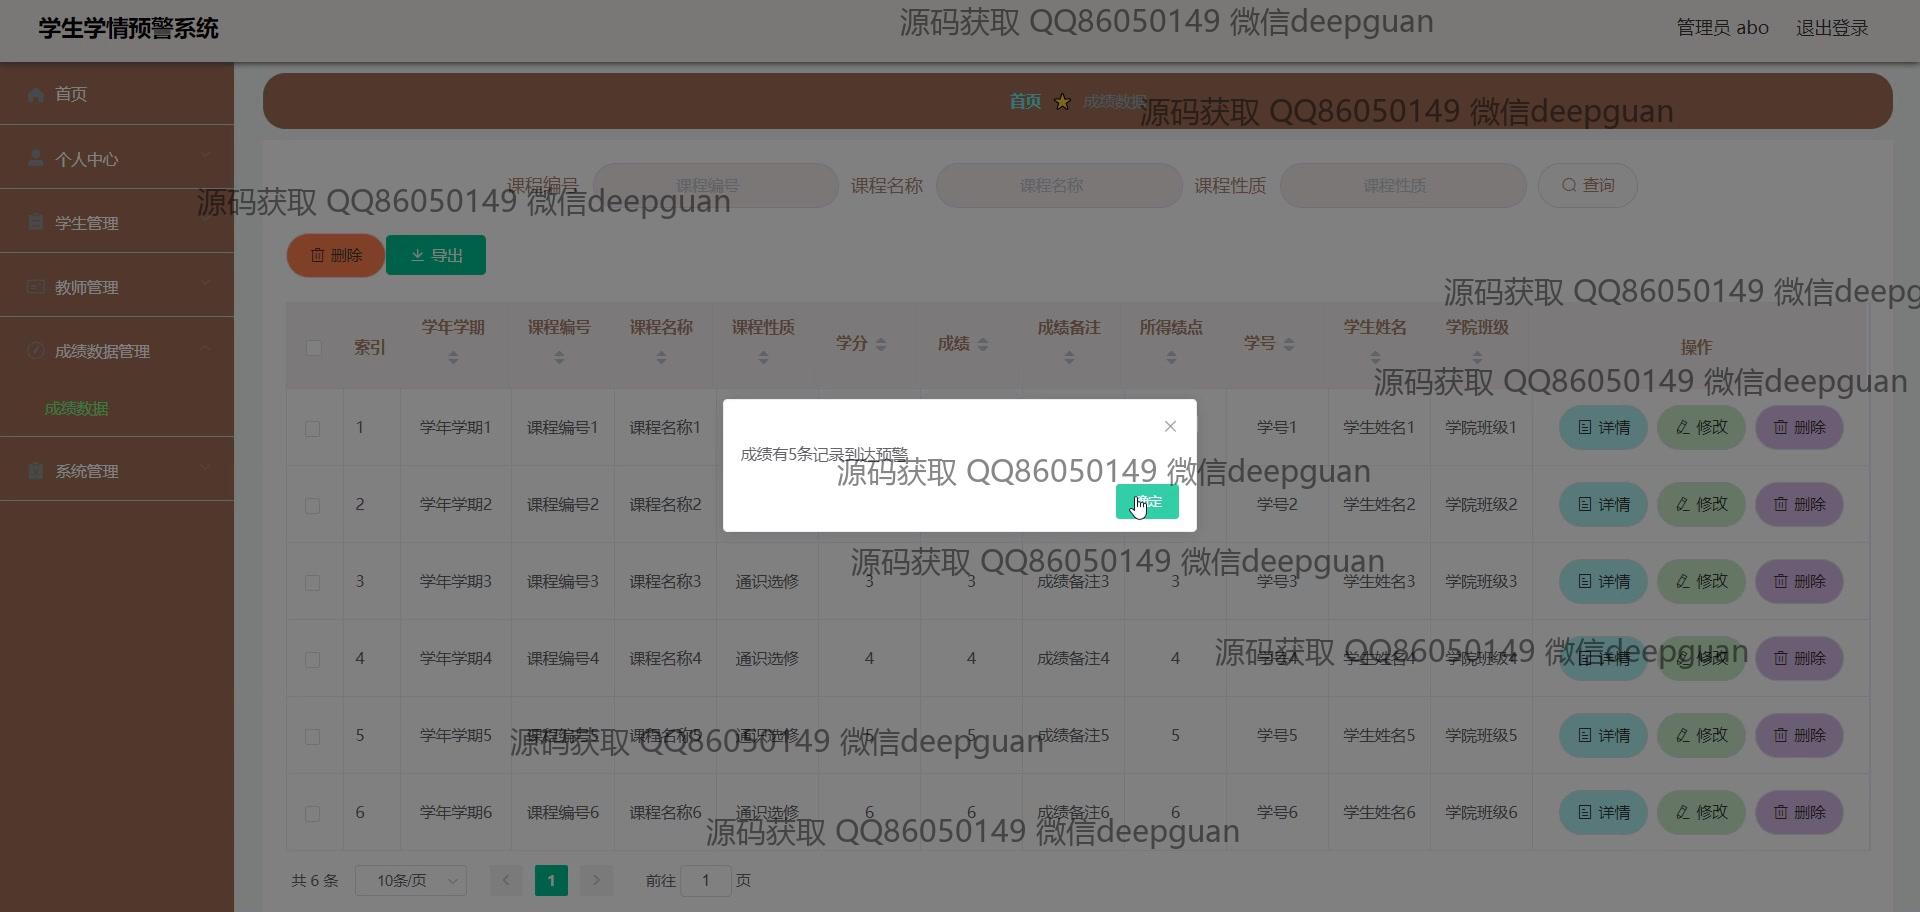 学生学情预警系统
源码获取 QQ86050149 微信deepguan
管理员 abo 退出登录
首页
个人中心
学生管理
教师管理
成绩数据管理
成绩数据
系统管理
首页 成绩数据
源码获取 QQ86050149 微信deepguan
课程编号 课程编号 课程名称 课程名称 课程性质 课程性质 查询
源码获取 QQ86050149 微信deepguan
删除 导出
源码获取 QQ86050149 微信deepg
索引 学年学期 课程编号 课程名称 课程性质 学分 成绩 成绩备注 所得绩点 学号 学生姓名 学院班级 操作
源码获取 QQ86050149 微信deepguan
1 学年学期1 课程编号1 课程名称1 学号1 学生姓名1 学院班级1 详情 修改 删除
成绩有5条记录到达预警
源码获取 QQ86050149 微信deepguan
确定
2 学年学期2 课程编号2 课程名称2 学号2 学生姓名2 学院班级2 详情 修改 删除
源码获取 QQ86050149 微信deepguan
3 学年学期3 课程编号3 课程名称3 通识选修 3 3 成绩备注3 3 学号3 学生姓名3 学院班级3 详情 修改 删除
源码获取 QQ86050149 微信deepguan
4 学年学期4 课程编号4 课程名称4 通识选修 4 4 成绩备注4 4 学号4 学生姓名4 学院班级4 详情 修改 删除
源码获取 QQ86050149 微信deepguan
5 学年学期5 课程编号5 课程名称5 通识选修 5 5 成绩备注5 5 学号5 学生姓名5 学院班级5 详情 修改 删除
6 学年学期6 课程编号6 课程名称6 通识选修 6 6 成绩备注6 6 学号6 学生姓名6 学院班级6 详情 修改 删除
源码获取 QQ86050149 微信deepguan
共 6 条 10条/页 1 前往 1 页